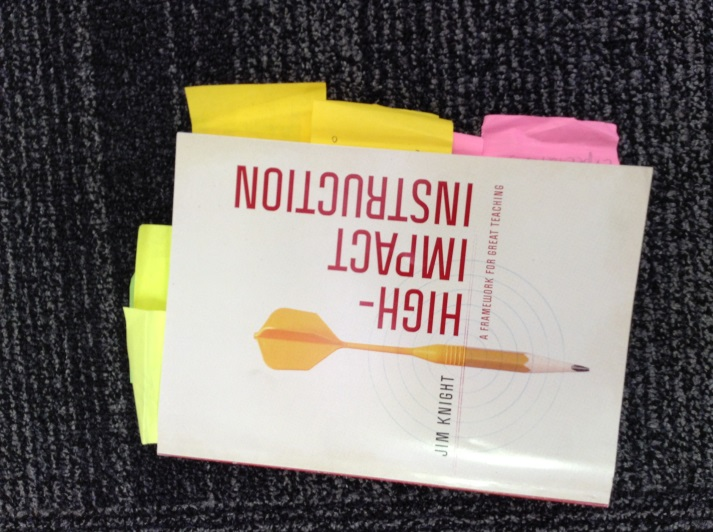 HIGH-
IMPACT
INSTRUCTION
A FRAMEWORK FOR GREAT TEACHING
JIM KNIGHT